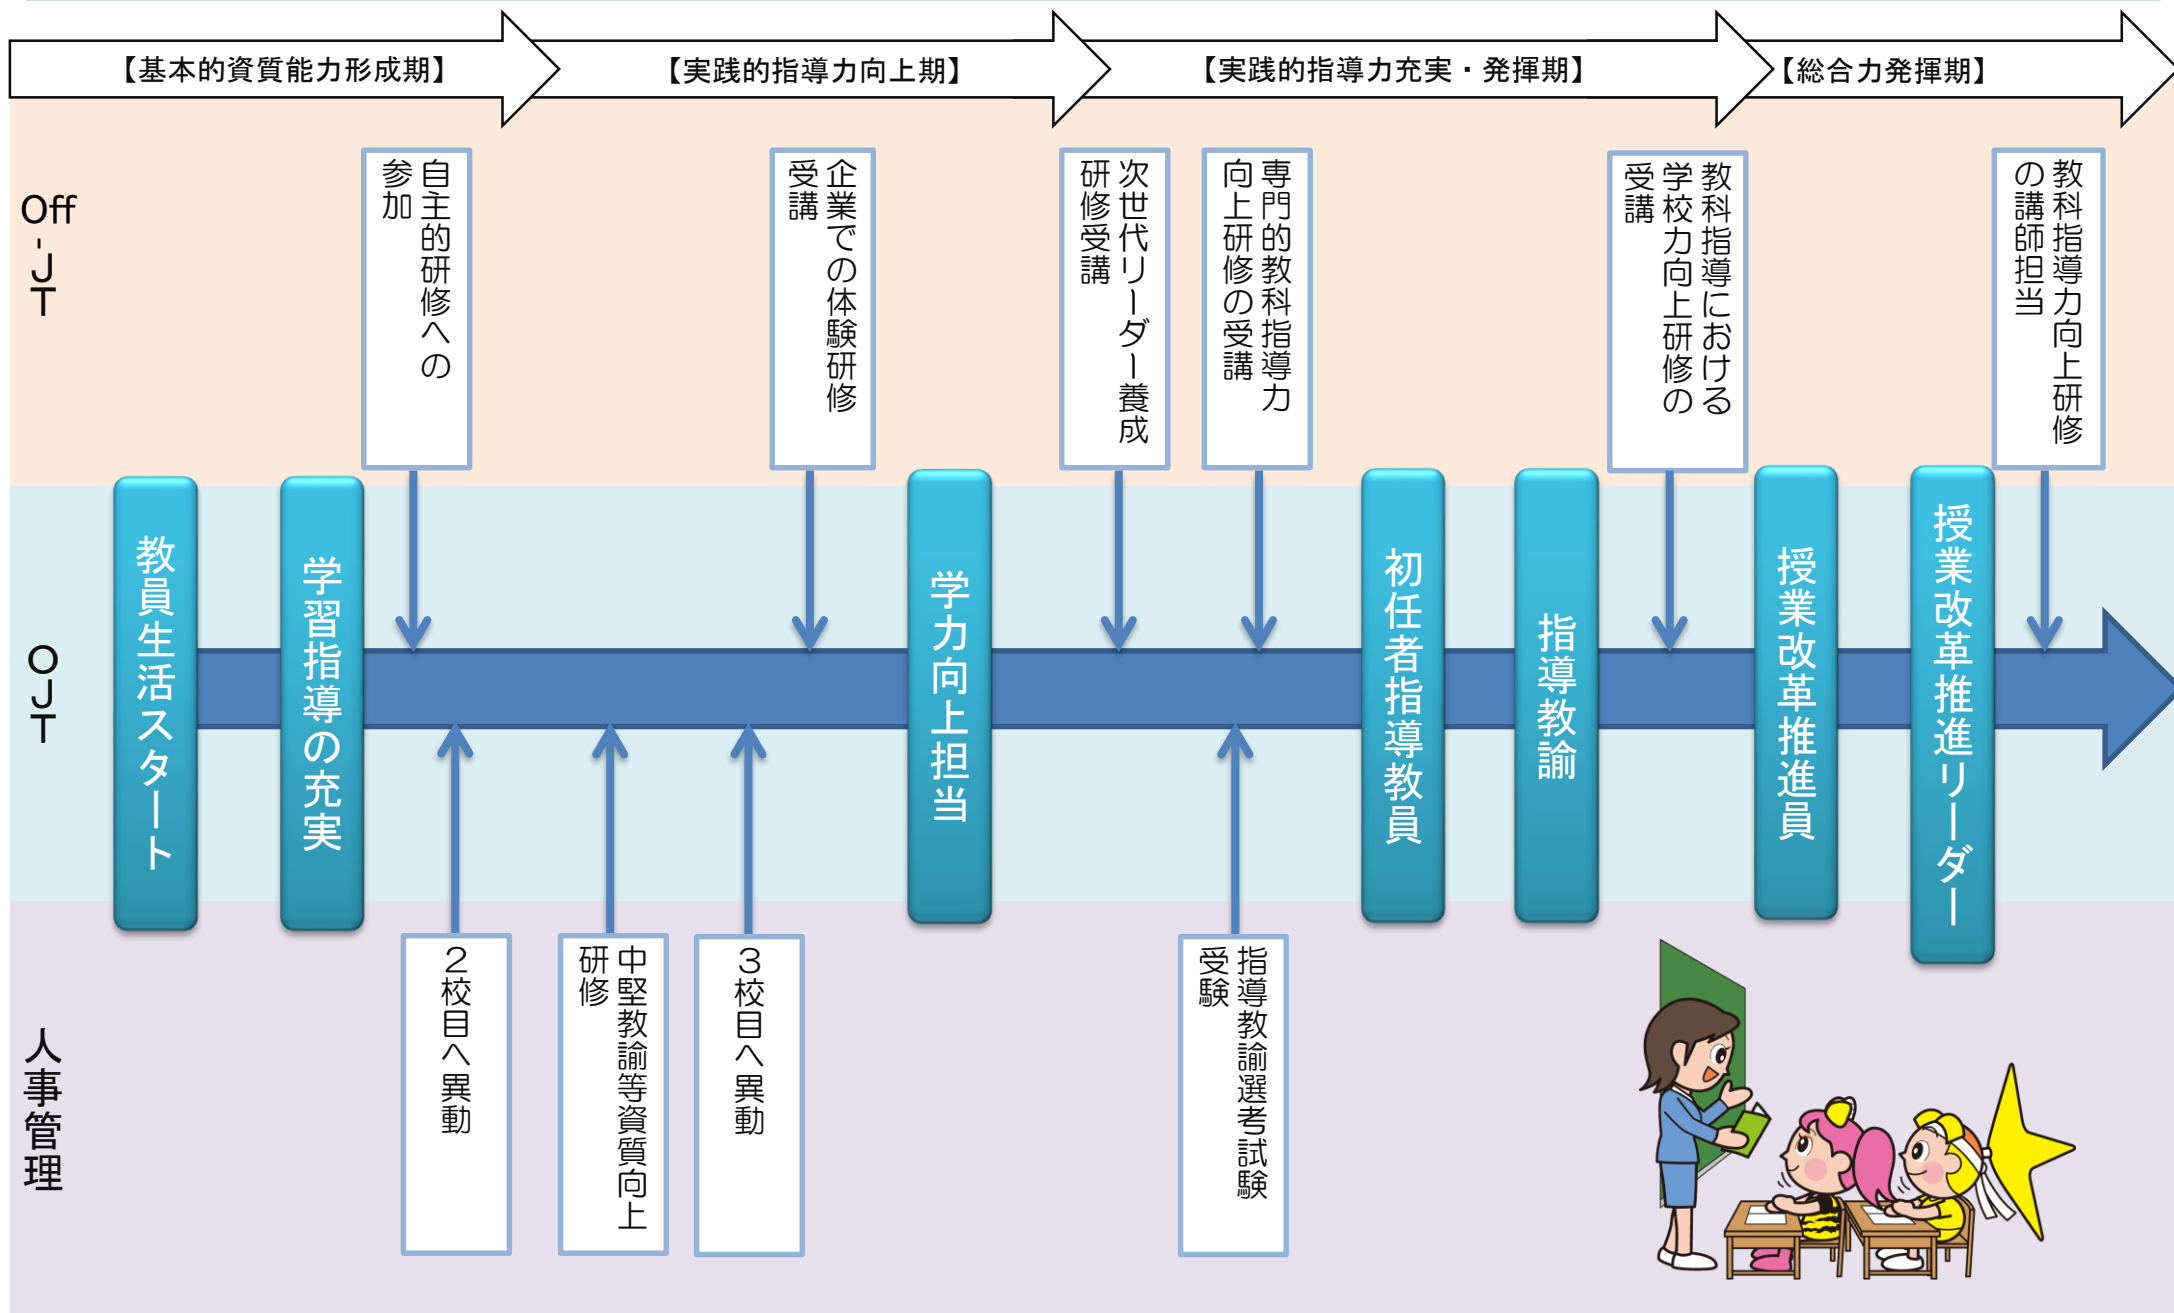 【基本的資質能力形成期】
【実践的指導力向上期】
【実践的指導力充実・発揮期】
【総合力発揮期】
Off-JT
自主的研修への
参加
企業での体験研修
受講
次世代リーダー養成
研修受講
専門的教科指導力
向上研修の受講
教科指導における
学校力向上研修の
受講
教科指導力向上研修
の講師担当
OJT
教員生活スタート
学習指導の充実
学力向上担当
初任者指導教員
指導教諭
授業改革推進員
授業改革推進リーダー
人事管理
２校目へ異動
中堅教諭等資質向上
研修
３校目へ異動
指導教諭選考試験
受験